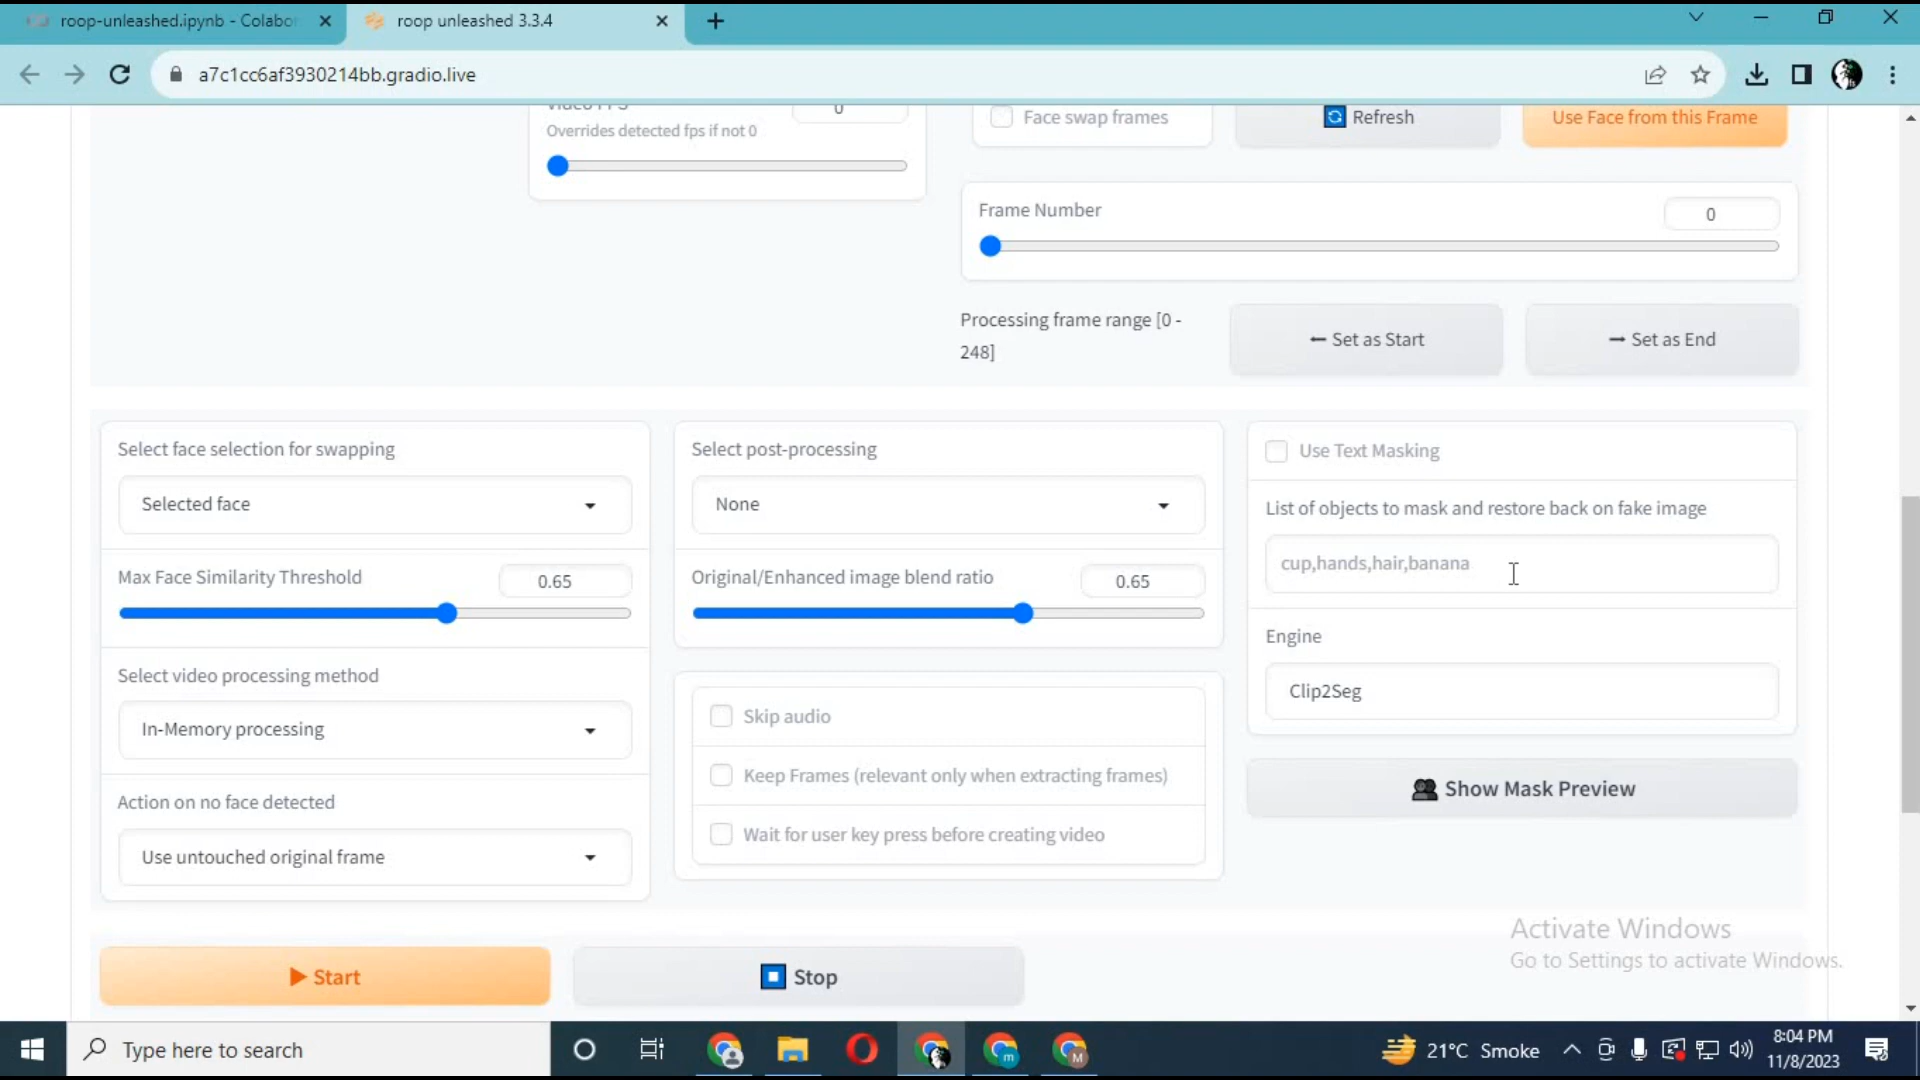 roop-unleashed.ipynb - Colabo
roop unleashed 3.3.4
a7c1cc6af3930214bb.gradio.live
Video FPS
0
Overrides detected fps if not 0
Face swap frames
Refresh
Use Face from this Frame
Frame Number
0
Processing frame range [0 -
248]
← Set as Start
→ Set as End
Select face selection for swapping
Selected face
Max Face Similarity Threshold
0.65
Select video processing method
In-Memory processing
Action on no face detected
Use untouched original frame
Select post-processing
None
Original/Enhanced image blend ratio
0.65
Skip audio
Keep Frames (relevant only when extracting frames)
Wait for user key press before creating video
Use Text Masking
List of objects to mask and restore back on fake image
cup,hands,hair,banana
Engine
Clip2Seg
Show Mask Preview
Activate Windows
Go to Settings to activate Windows.
Start
Stop
Type here to search
m
M
21°C Smoke
8:04 PM
11/8/2023